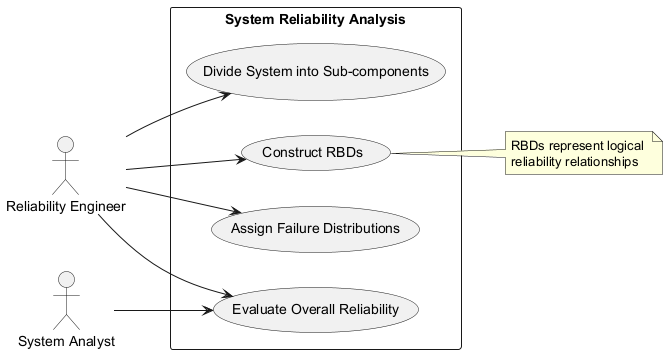 System Reliability Analysis
Divide System into Sub-components
Construct RBDs
RBDs represent logical
reliability relationships
Reliability Engineer
Assign Failure Distributions
Evaluate Overall Reliability
System Analyst